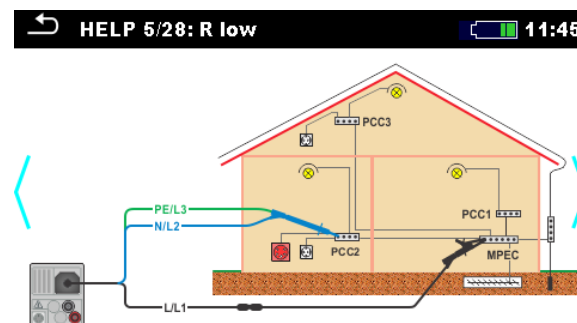 HELP 5/28: R low
11:45
PCC3
PE/L3
N/L2
PCC1
PCC2
MPEC
L/L1